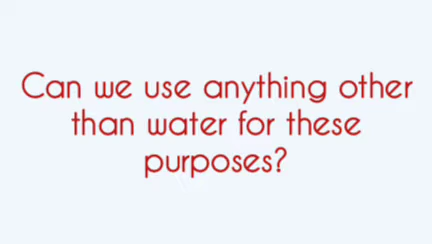 Can we use anything other
than water for these
purposes?